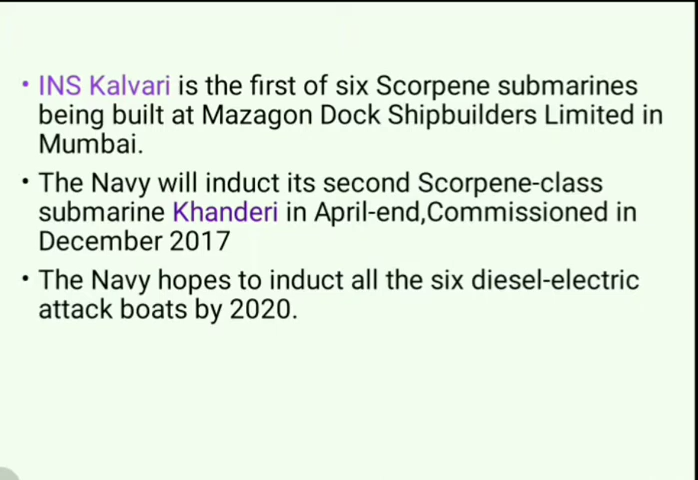 • INS Kalvari is the first of six Scorpene submarines
being built at Mazagon Dock Shipbuilders Limited in
Mumbai.
• The Navy will induct its second Scorpene-class
submarine Khanderi in April-end,Commissioned in
December 2017
• The Navy hopes to induct all the six diesel-electric
attack boats by 2020.